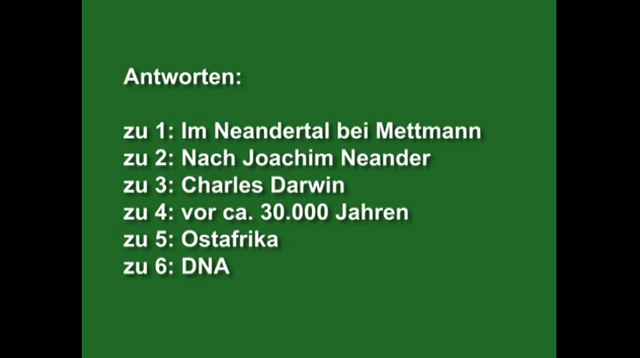 Antworten:
zu 1: Im Neandertal bei Mettmann
zu 2: Nach Joachim Neander
zu 3: Charles Darwin
zu 4: vor ca. 30.000 Jahren
zu 5: Ostafrika
zu 6: DNA